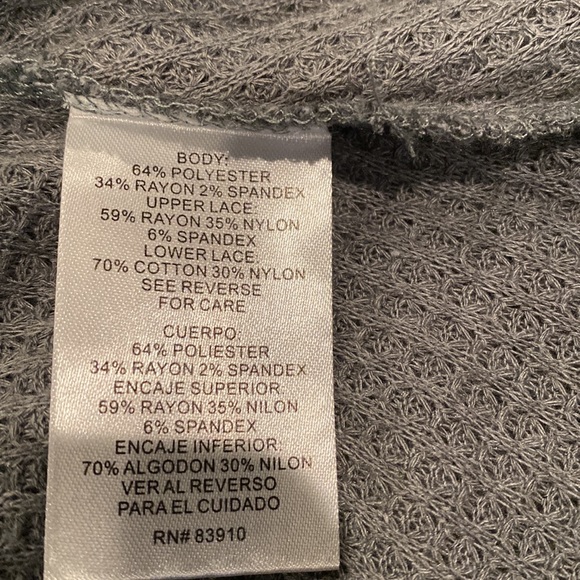 BODY:
64% POLYESTER
34% RAYON 2% SPANDEX
UPPER LACE:
59% RAYON 35% NYLON
6% SPANDEX
LOWER LACE:
70% COTTON 30% NYLON
SEE REVERSE
FOR CARE
CUERPO:
64% POLIESTER
34% RAYON 2% SPANDEX
ENCAJE SUPERIOR:
59% RAYON 35% NILON
6% SPANDEX
ENCAJE INFERIOR:
70% ALGODON 30% NILON
VER AL REVERSO
PARA EL CUIDADO
RN# 83910